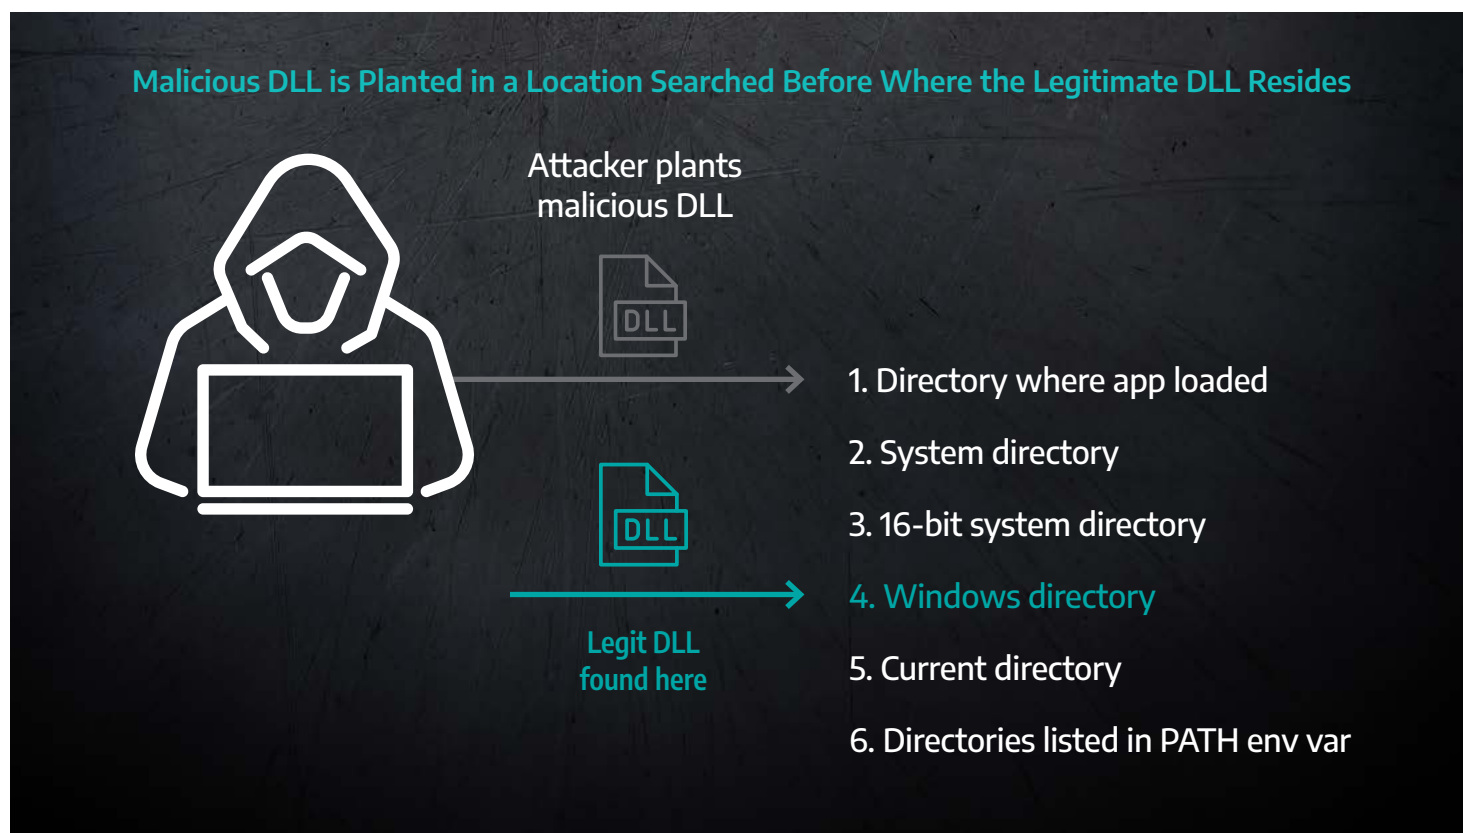 Malicious DLL is Planted in a Location Searched Before Where the Legitimate DLL Resides
Attacker plants
malicious DLL
DLL
1. Directory where app loaded
2. System directory
DLL
3. 16-bit system directory
4. Windows directory
Legit DLL
found here
5. Current directory
6. Directories listed in PATH env var